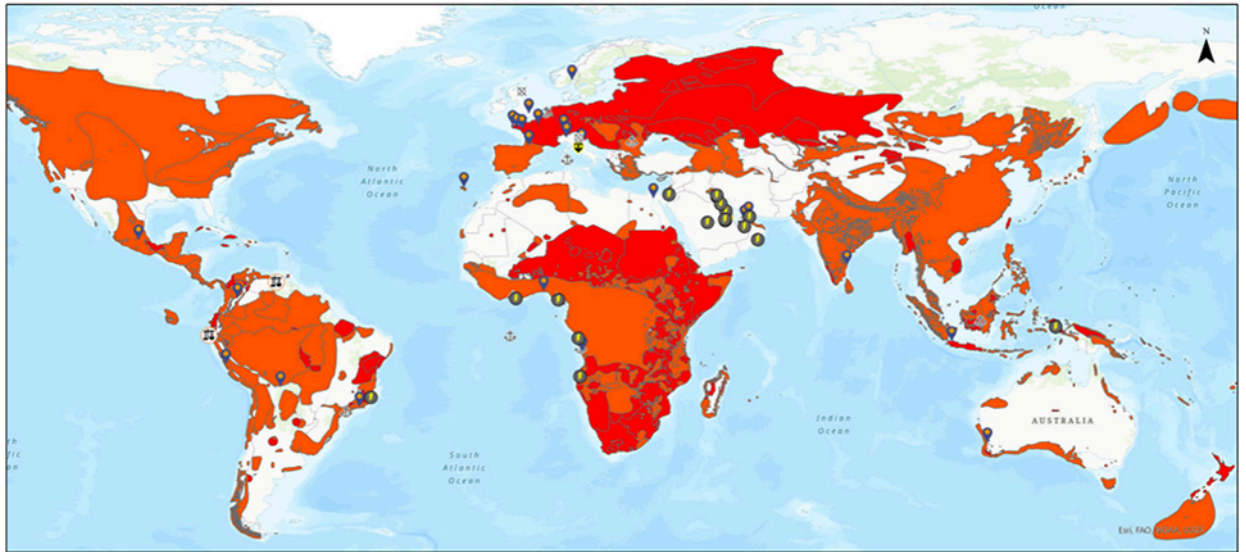 Ocean
N
North
Atlantic
Ocean
North
Pacific
Ocean
Indian
Ocean
AUSTRALIA
South
Atlantic
Ocean
Esri, FAO,